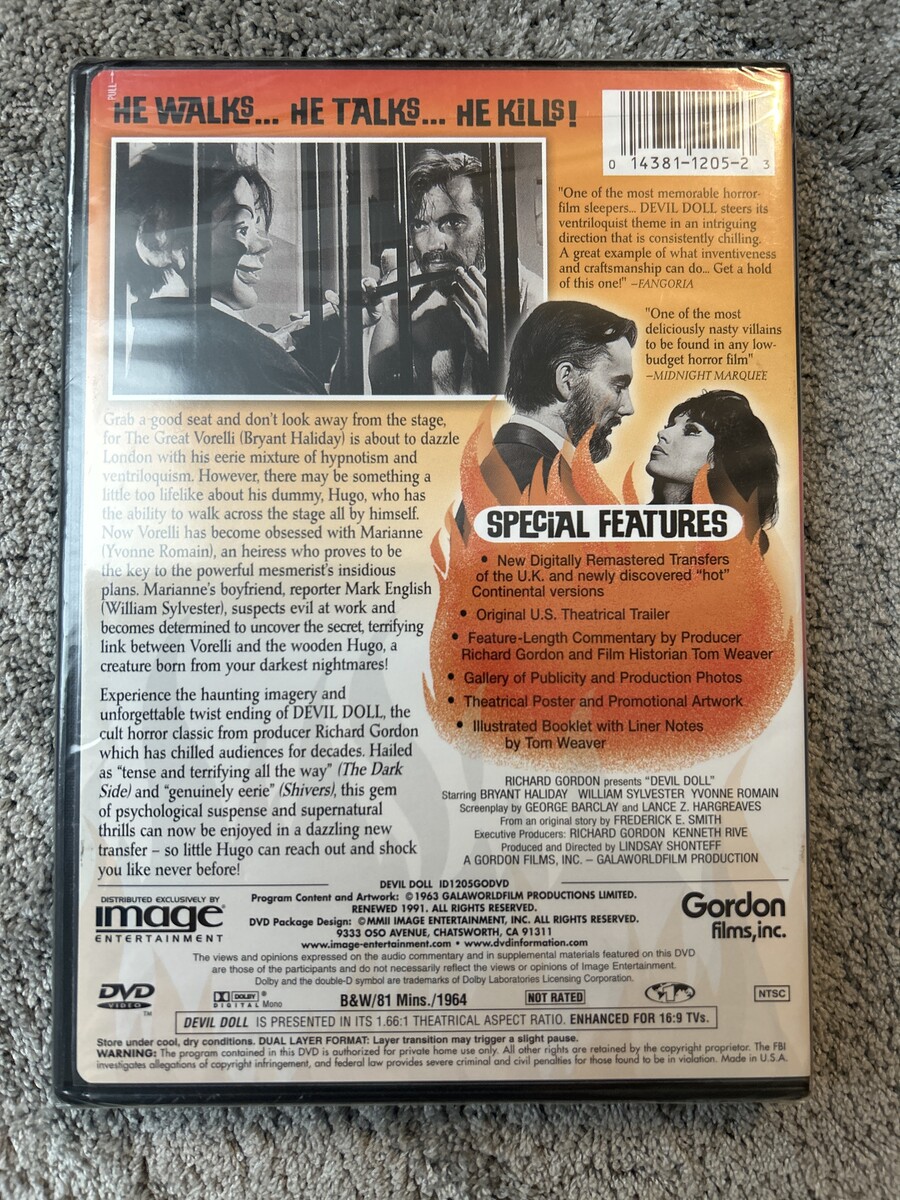 PULL→
HE WALKS... HE TALKS... HE KILLS!
0 14381-1205-2 3
"One of the most memorable horror-
film sleepers... DEVIL DOLL steers its
ventriloquist theme in an intriguing
direction that is consistently chilling.
A great example of what inventiveness
and craftsmanship can do... Get a hold
of this one!" –FANGORIA
"One of the most
deliciously nasty villains
to be found in any low-
budget horror film"
–MIDNIGHT MARQUEE
Grab a good seat and don't look away from the stage,
for The Great Vorelli (Bryant Haliday) is about to dazzle
London with his eerie mixture of hypnotism and
ventriloquism. However, there may be something a
little too lifelike about his dummy, Hugo, who has
the ability to walk across the stage all by himself.
Now Vorelli has become obsessed with Marianne
(Yvonne Romain), an heiress who proves to be
the key to the powerful mesmerist's insidious
plans. Marianne's boyfriend, reporter Mark English
(William Sylvester), suspects evil at work and
becomes determined to uncover the secret, terrifying
link between Vorelli and the wooden Hugo, a
creature born from your darkest nightmares!
Experience the haunting imagery and
unforgettable twist ending of DEVIL DOLL, the
cult horror classic from producer Richard Gordon
which has chilled audiences for decades. Hailed
as "tense and terrifying all the way" (The Dark
Side) and "genuinely eerie" (Shivers), this gem
of psychological suspense and supernatural
thrills can now be enjoyed in a dazzling new
transfer – so little Hugo can reach out and shock
you like never before!
SPECIAL FEATURES
• New Digitally Remastered Transfers
of the U.K. and newly discovered "hot"
Continental versions
• Original U.S. Theatrical Trailer
• Feature-Length Commentary by Producer
Richard Gordon and Film Historian Tom Weaver
• Gallery of Publicity and Production Photos
• Theatrical Poster and Promotional Artwork
• Illustrated Booklet with Liner Notes
by Tom Weaver
RICHARD GORDON presents "DEVIL DOLL"
Starring BRYANT HALIDAY WILLIAM SYLVESTER YVONNE ROMAIN
Screenplay by GEORGE BARCLAY and LANCE Z. HARGREAVES
From an original story by FREDERICK E. SMITH
Executive Producers: RICHARD GORDON KENNETH RIVE
Produced and Directed by LINDSAY SHONTEFF
A GORDON FILMS, INC. – GALAWORLDFILM PRODUCTION
DISTRIBUTED EXCLUSIVELY BY
image®
ENTERTAINMENT
DEVIL DOLL ID1205GODVD
Program Content and Artwork: ©1963 GALAWORLDFILM PRODUCTIONS LIMITED.
RENEWED 1991. ALL RIGHTS RESERVED.
DVD Package Design: ©MMII IMAGE ENTERTAINMENT, INC. ALL RIGHTS RESERVED.
9333 OSO AVENUE, CHATSWORTH, CA 91311
www.image-entertainment.com • www.dvdinformation.com
Gordon
films, inc.
The views and opinions expressed on the audio commentary and in supplemental materials featured on this DVD
are those of the participants and do not necessarily reflect the views or opinions of Image Entertainment.
Dolby and the double-D symbol are trademarks of Dolby Laboratories Licensing Corporation.
DVD
VIDEO
TM
DOLBY®
DIGITAL Mono
B&W/81 Mins./1964
NOT RATED
1
NTSC
DEVIL DOLL IS PRESENTED IN ITS 1.66:1 THEATRICAL ASPECT RATIO. ENHANCED FOR 16:9 TVs.
Store under cool, dry conditions. DUAL LAYER FORMAT: Layer transition may trigger a slight pause.
WARNING: The program contained in this DVD is authorized for private home use only. All other rights are retained by the copyright proprietor. The FBI
investigates allegations of copyright infringement, and federal law provides severe criminal and civil penalties for those found to be in violation. Made in U.S.A.